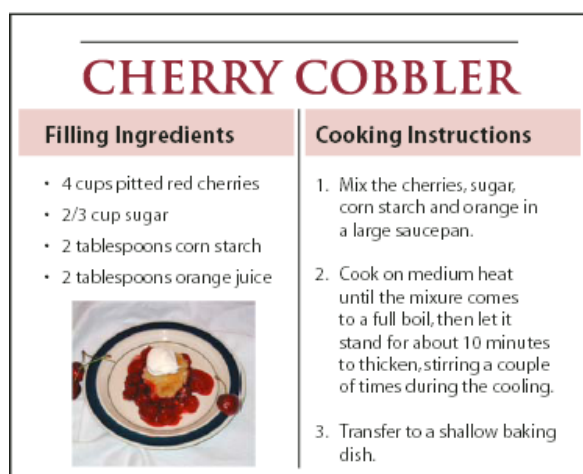 CHERRY COBBLER
Filling Ingredients
• 4 cups pitted red cherries
• 2/3 cup sugar
• 2 tablespoons corn starch
• 2 tablespoons orange juice
Cooking Instructions
1. Mix the cherries, sugar,
corn starch and orange in
a large saucepan.
2. Cook on medium heat
until the mixure comes
to a full boil, then let it
stand for about 10 minutes
to thicken, stirring a couple
of times during the cooling.
3. Transfer to a shallow baking
dish.